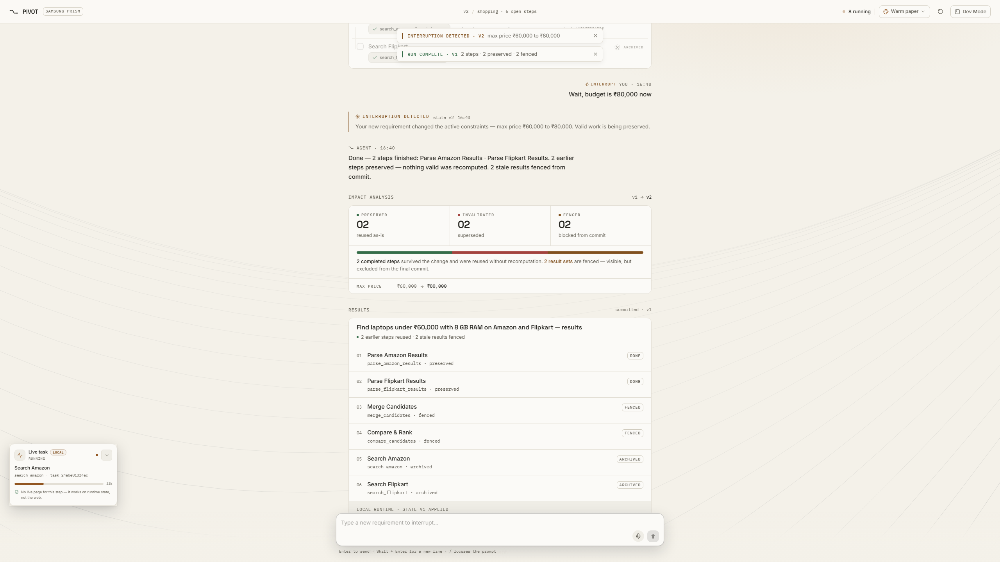 PIVOT SAMSUNG PRISM
v2 / shopping · 6 open steps
8 running
Warm paper
Dev Mode
INTERRUPTION DETECTED · V2 max price ₹60,000 to ₹80,000
Search Flipkart
ARCHIVED
RUN COMPLETE · V1 2 steps · 2 preserved · 2 fenced
INTERRUPT YOU · 16:40
Wait, budget is ₹80,000 now
INTERRUPTION DETECTED state v2 16:40
Your new requirement changed the active constraints — max price ₹60,000 to ₹80,000. Valid work is being preserved.
AGENT · 16:40
Done — 2 steps finished: Parse Amazon Results · Parse Flipkart Results. 2 earlier
steps preserved — nothing valid was recomputed. 2 stale results fenced from
commit.
IMPACT ANALYSIS
v1 → v2
PRESERVED
02
reused as-is
INVALIDATED
02
superseded
FENCED
02
blocked from commit
2 completed steps survived the change and were reused without recomputation. 2 result sets are fenced — visible, but
excluded from the final commit.
MAX PRICE ₹60,000 → ₹80,000
RESULTS
committed · v1
Find laptops under ₹60,000 with 8 GB RAM on Amazon and Flipkart — results
2 earlier steps reused · 2 stale results fenced
01 Parse Amazon Results DONE
parse_amazon_results · preserved
02 Parse Flipkart Results DONE
parse_flipkart_results · preserved
03 Merge Candidates FENCED
merge_candidates · fenced
04 Compare & Rank FENCED
compare_candidates · fenced
05 Search Amazon ARCHIVED
search_amazon · archived
06 Search Flipkart ARCHIVED
search_flipkart · archived
LOCAL RUNTIME · STATE V1 APPLIED
Live task LOCAL
RUNNING
Search Amazon
search_amazon · task_24e6e013f4ec
33%
No live page for this step — it works on runtime state,
not the web.
Type a new requirement to interrupt...
Enter to send · Shift + Enter for a new line · / focuses the prompt